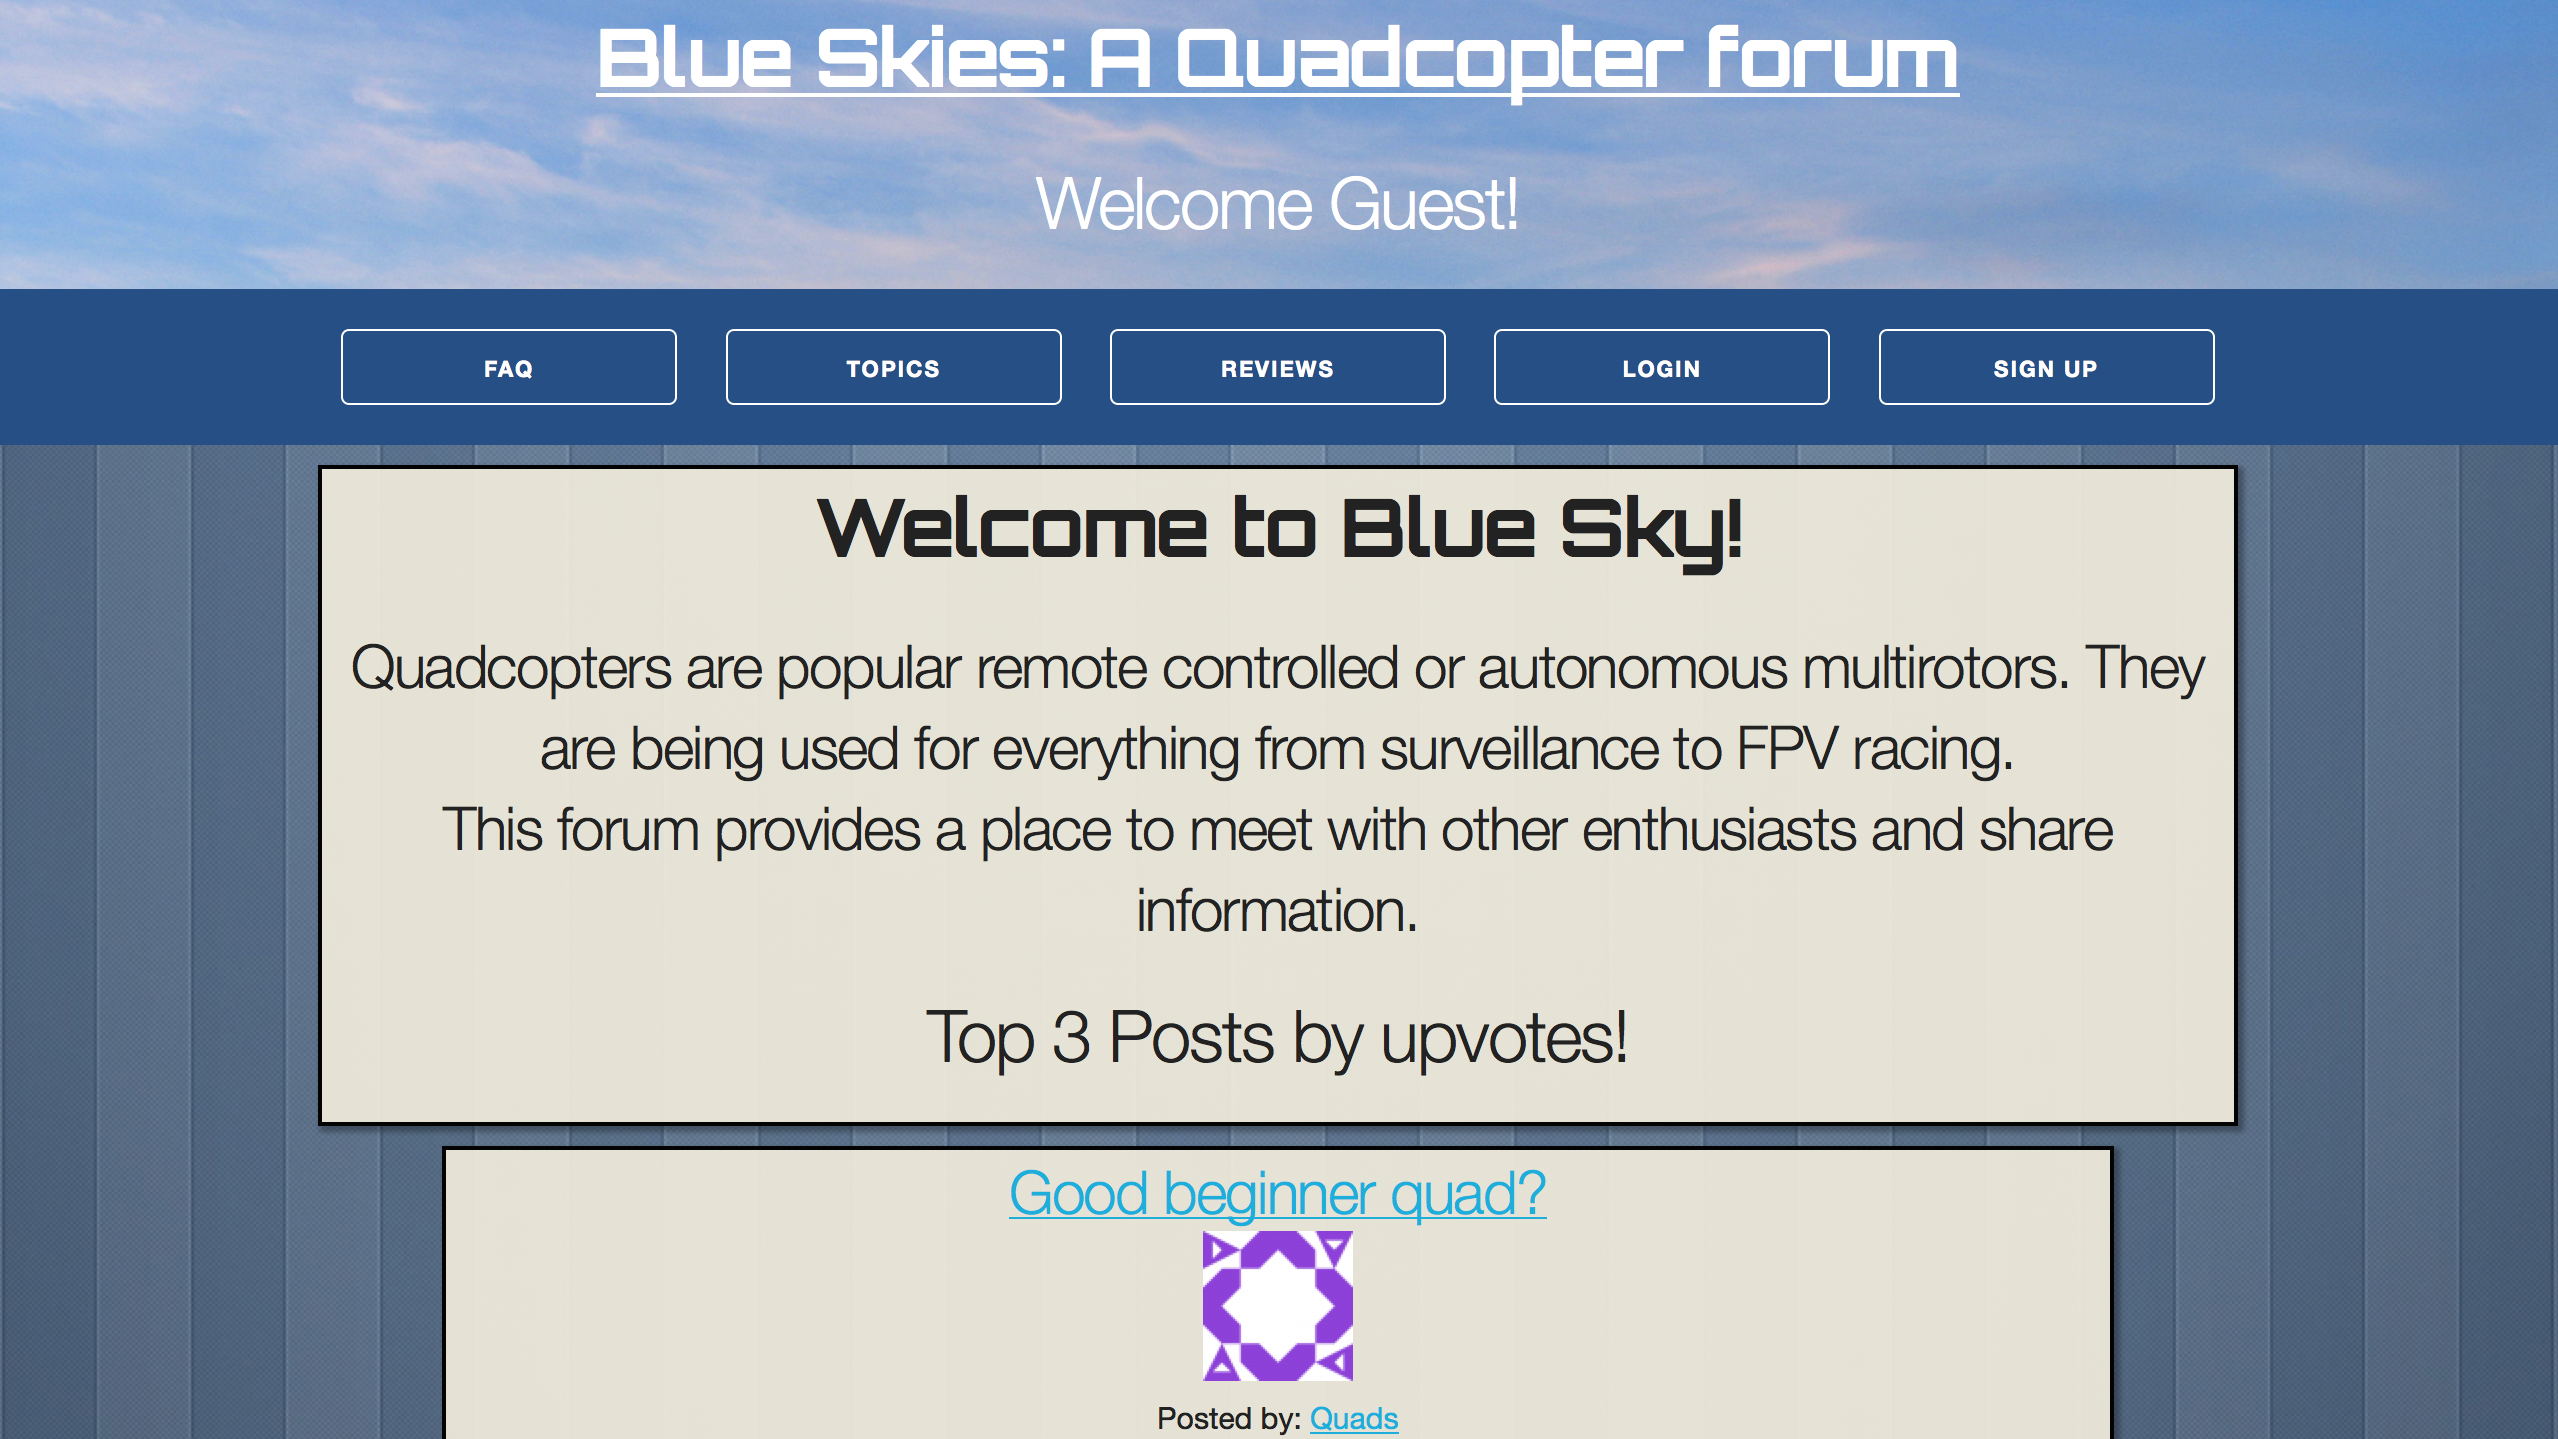 Blue Skies: A Quadcopter forum
Welcome Guest!
FAQ
TOPICS
REVIEWS
LOGIN
SIGN UP
Welcome to Blue Sky!
Quadcopters are popular remote controlled or autonomous multirotors. They
are being used for everything from surveillance to FPV racing.
This forum provides a place to meet with other enthusiasts and share
information.
Top 3 Posts by upvotes!
Good beginner quad?
Posted by: Quads